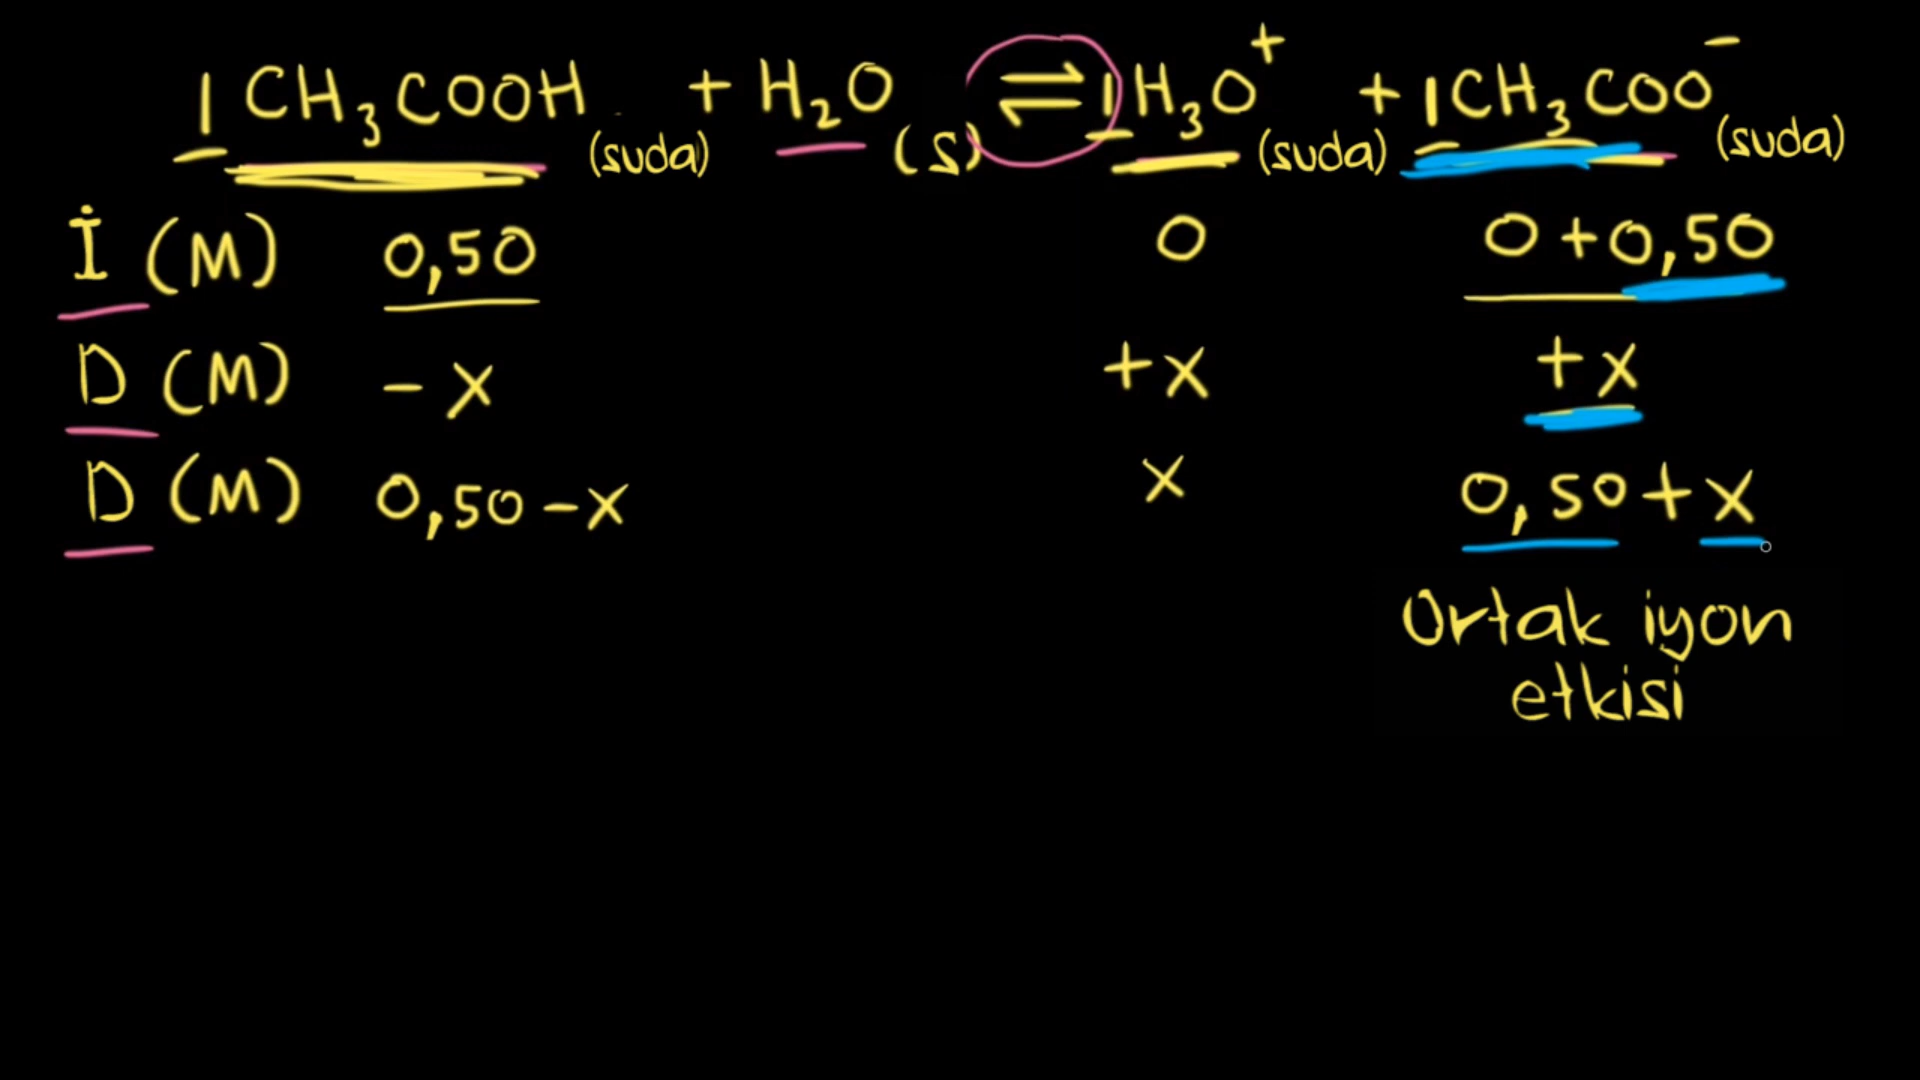 1 CH₃COOH (suda) + H₂O (s) ⇌ 1 H₃O⁺ (suda) + 1 CH₃COO⁻ (suda)
İ (M) 0,50 0 0 + 0,50
D (M) - x + x + x
D (M) 0,50 - x x 0,50 + x
Ortak iyon
etkisi